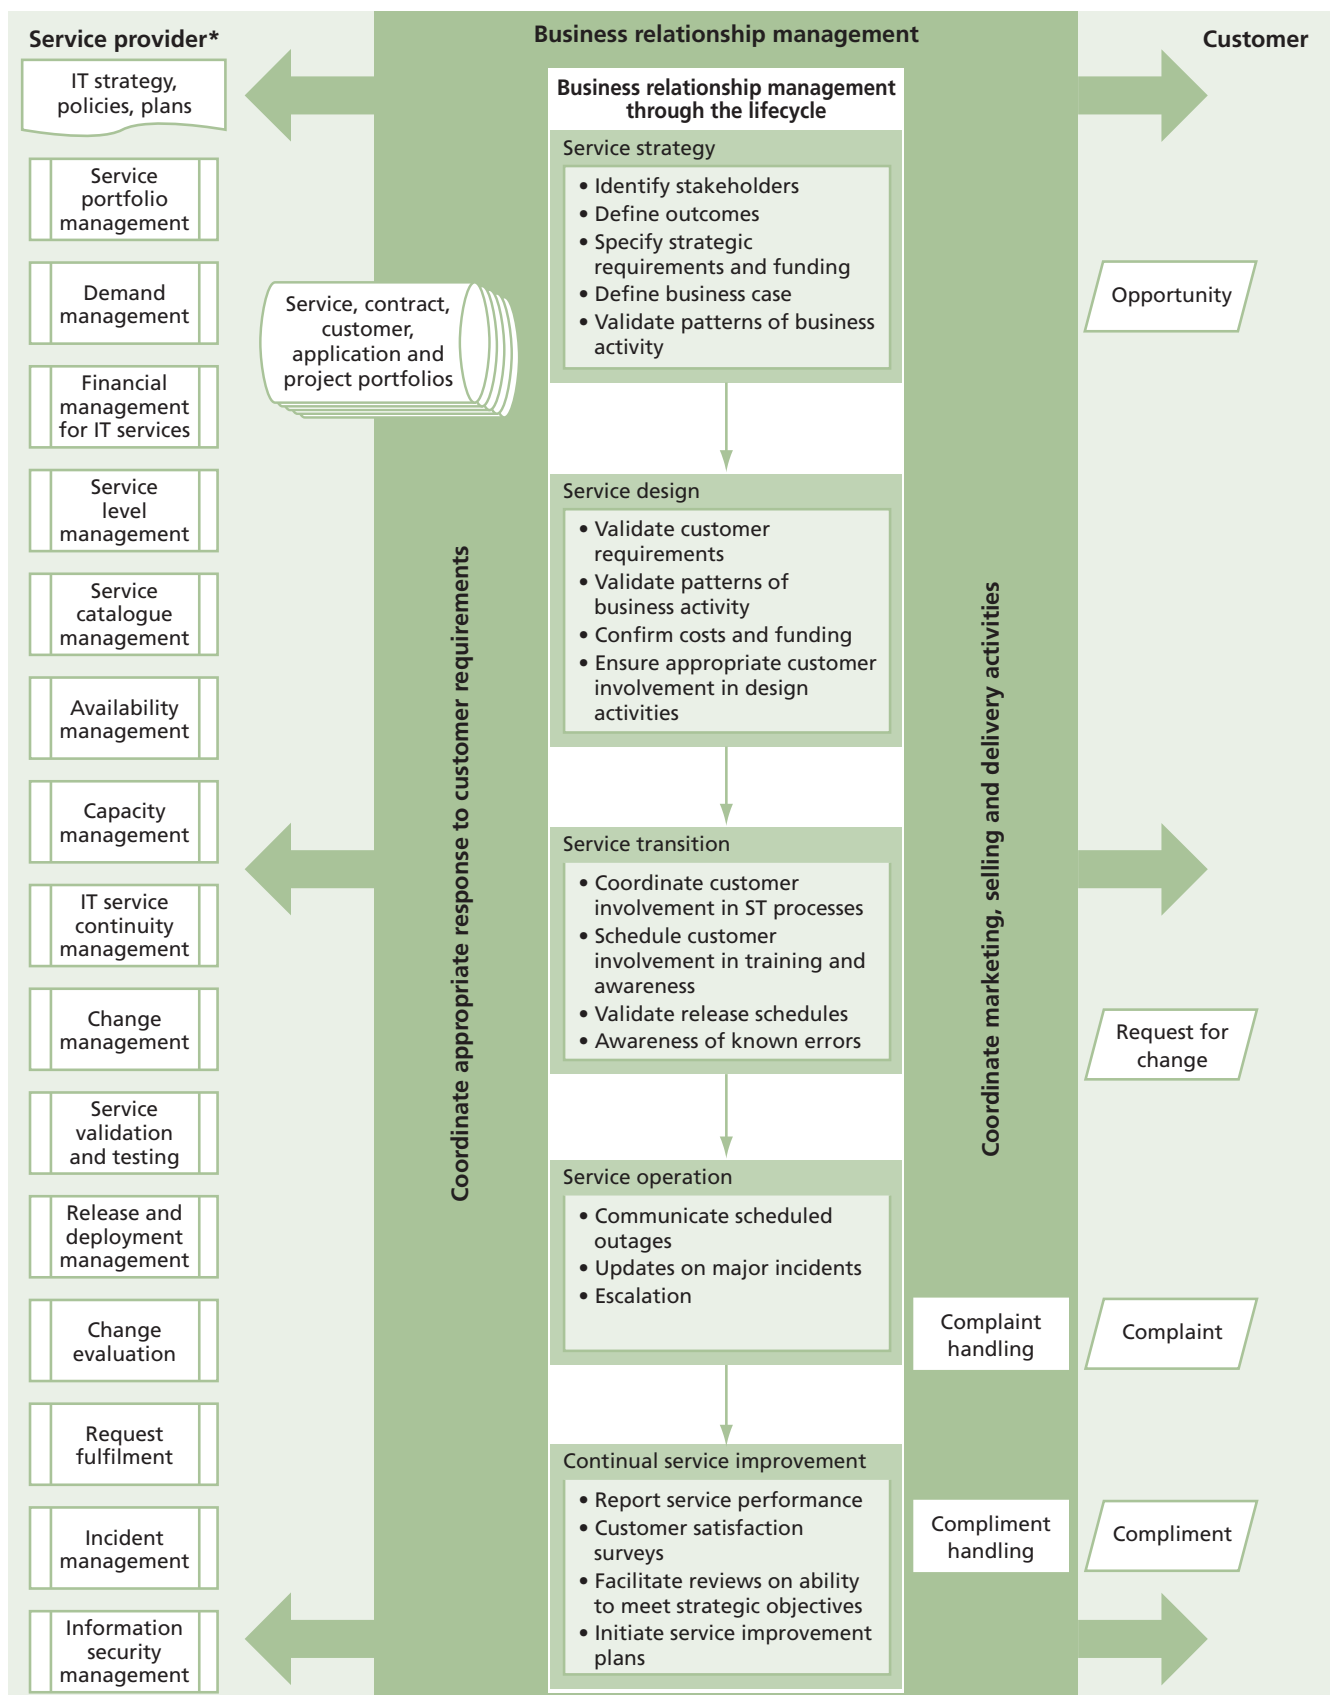 Service provider*
IT strategy,
policies, plans
Service
portfolio
management
Demand
management
Financial
management
for IT services
Service
level
management
Service
catalogue
management
Availability
management
Capacity
management
IT service
continuity
management
Change
management
Service
validation
and testing
Release and
deployment
management
Change
evaluation
Request
fulfilment
Incident
management
Information
security
management
Business relationship management
Service, contract,
customer,
application and
project portfolios
Coordinate appropriate response to customer requirements
Business relationship management
through the lifecycle
Service strategy
• Identify stakeholders
• Define outcomes
• Specify strategic
requirements and funding
• Define business case
• Validate patterns of business
activity
Service design
• Validate customer
requirements
• Validate patterns of
business activity
• Confirm costs and funding
• Ensure appropriate customer
involvement in design
activities
Service transition
• Coordinate customer
involvement in ST processes
• Schedule customer
involvement in training and
awareness
• Validate release schedules
• Awareness of known errors
Service operation
• Communicate scheduled
outages
• Updates on major incidents
• Escalation
Continual service improvement
• Report service performance
• Customer satisfaction
surveys
• Facilitate reviews on ability
to meet strategic objectives
• Initiate service improvement
plans
Coordinate marketing, selling and delivery activities
Complaint
handling
Compliment
handling
Customer
Opportunity
Request for
change
Complaint
Compliment